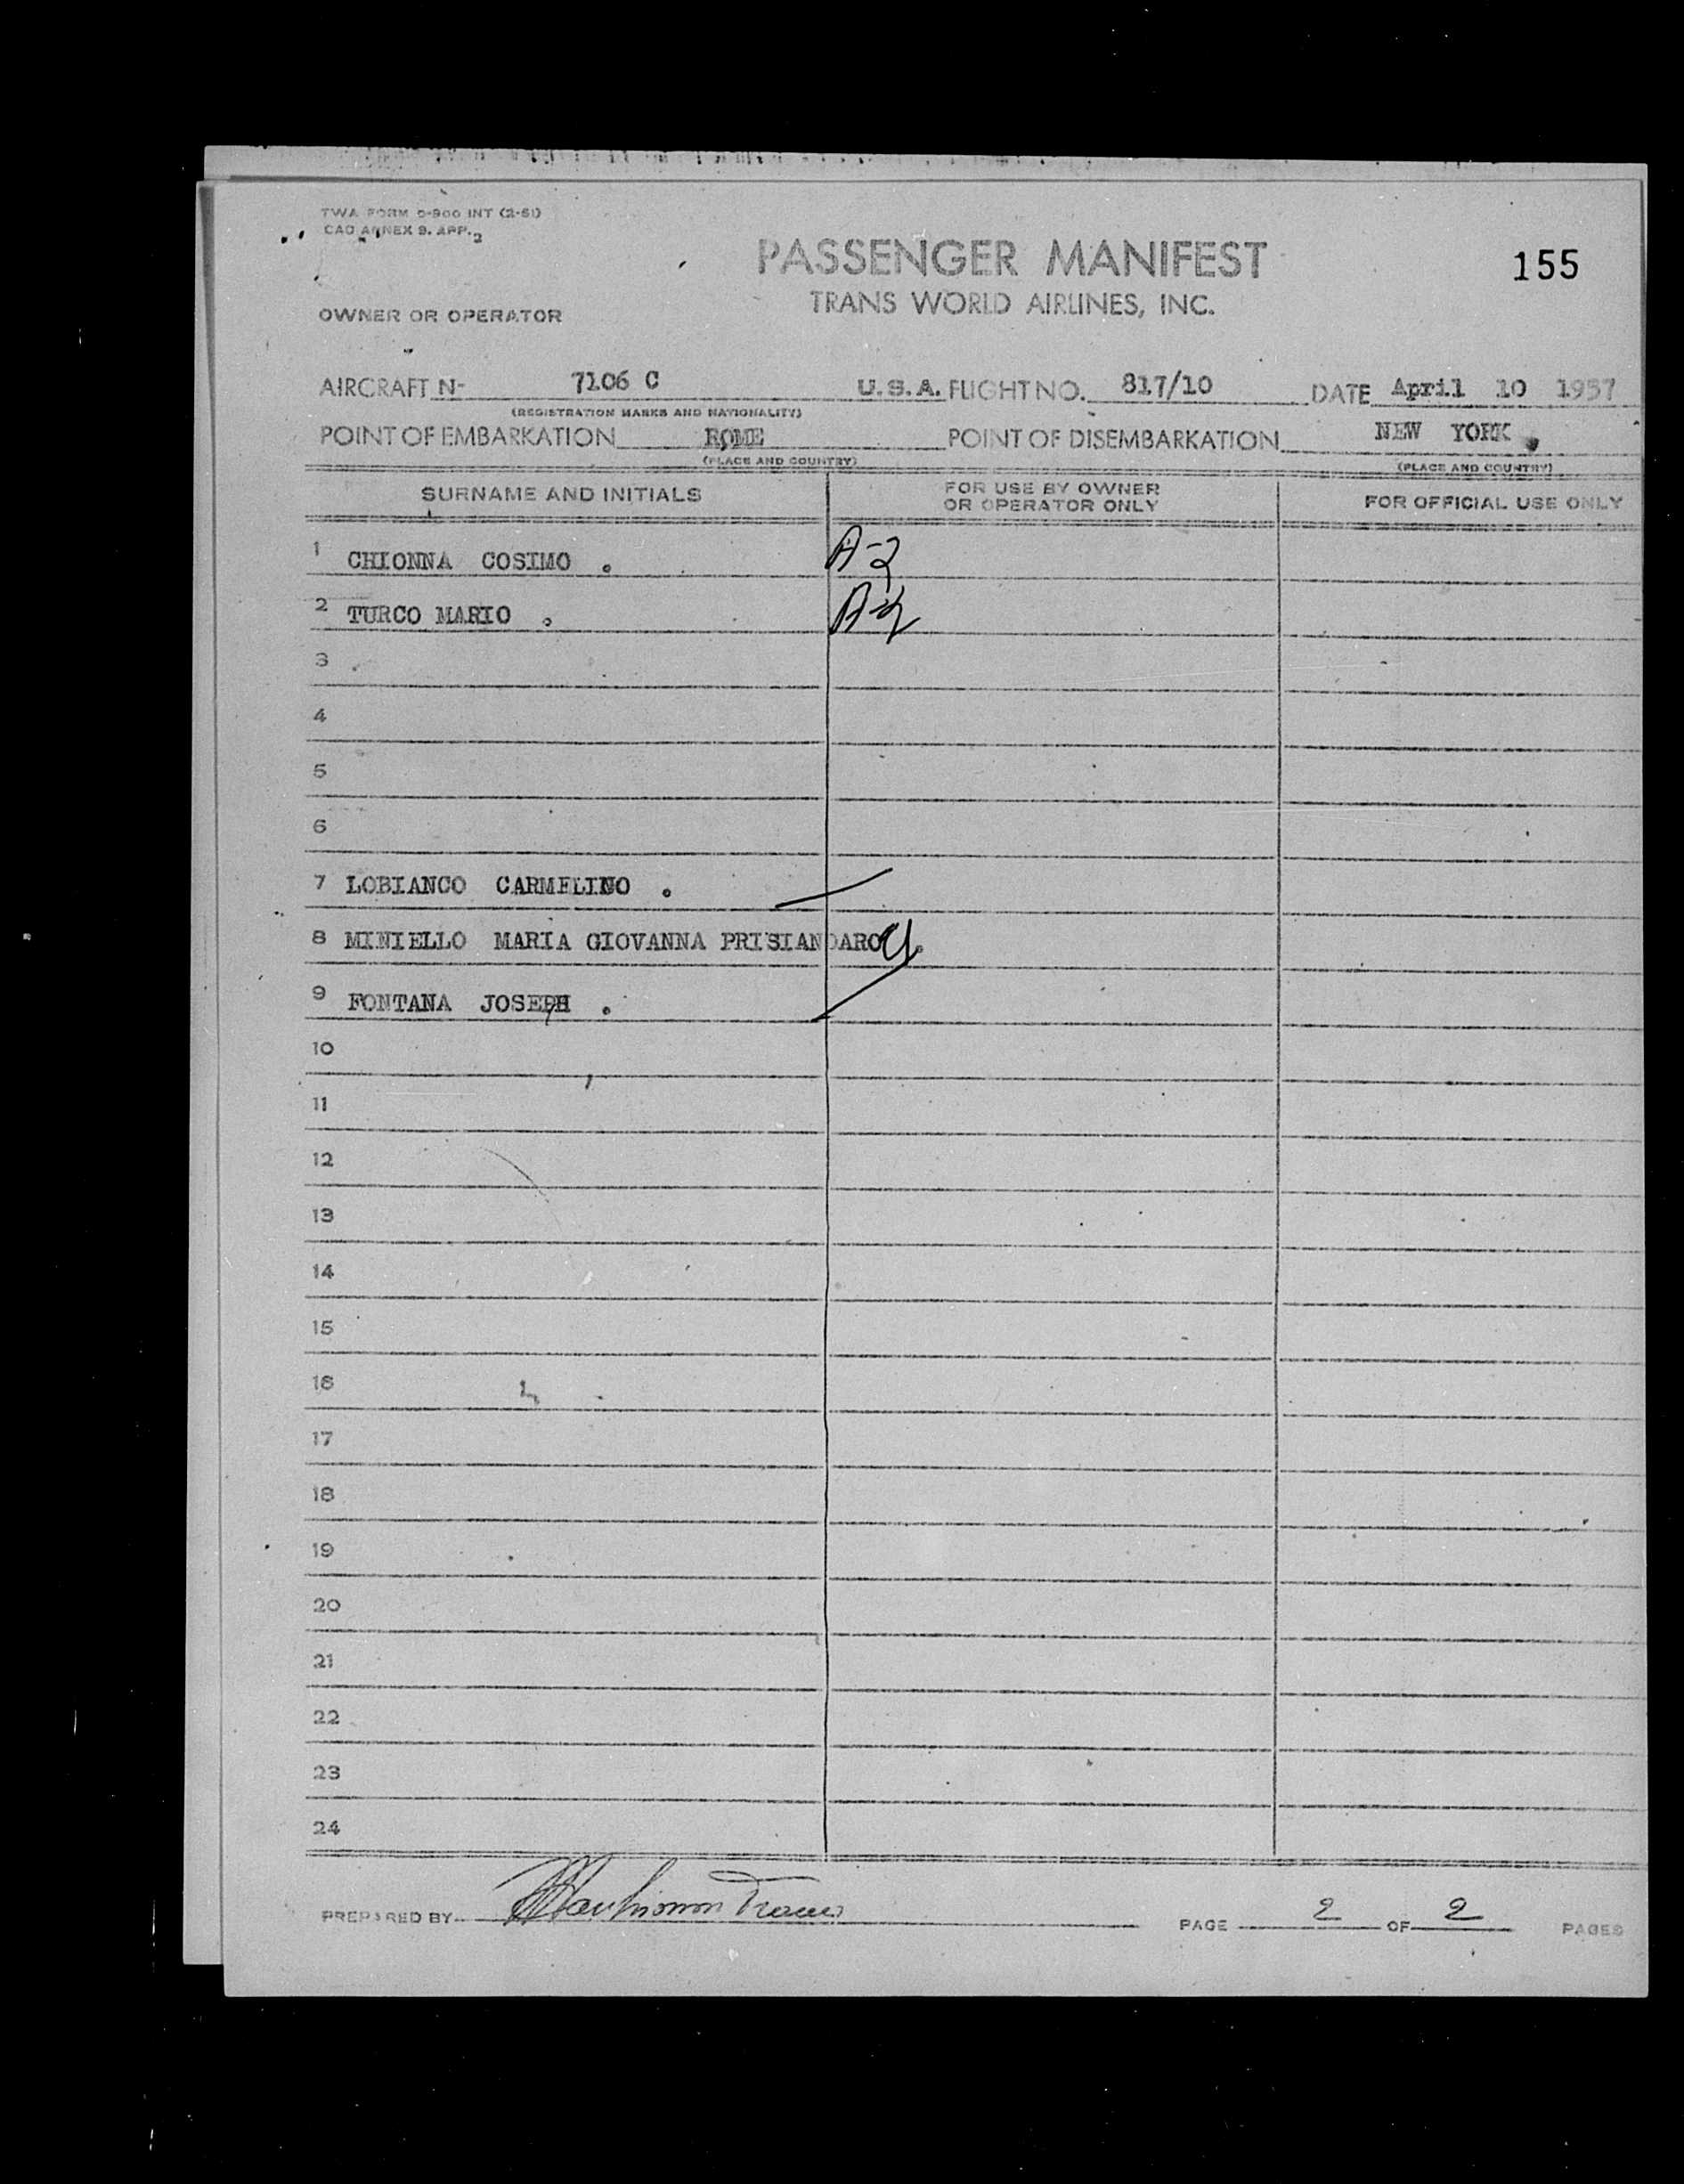 TWA FORM O-900 INT (2-51)
CAO ANNEX 9. APP. 2
PASSENGER MANIFEST
155
TRANS WORLD AIRLINES, INC.
OWNER OR OPERATOR
AIRCRAFT N- 7106 C U.S.A. FLIGHT NO. 817/10 DATE April 10 1957
(REGISTRATION MARKS AND NATIONALITY)
POINT OF EMBARKATION ROME POINT OF DISEMBARKATION NEW YORK
(PLACE AND COUNTRY) (PLACE AND COUNTRY)
SURNAME AND INITIALS FOR USE BY OWNER OR OPERATOR ONLY FOR OFFICIAL USE ONLY
1 CHIONNA COSIMO . A-2
2 TURCO MARIO .
3
4
5
6
7 LOBIANCO CARMELINO .
8 MINIELLO MARIA GIOVANNA PRISIANDARO
9 FONTANA JOSEPH .
10
11
12
13
14
15
16
17
18
19
20
21
22
23
24
PREPARED BY
PAGE 2 OF 2 PAGES